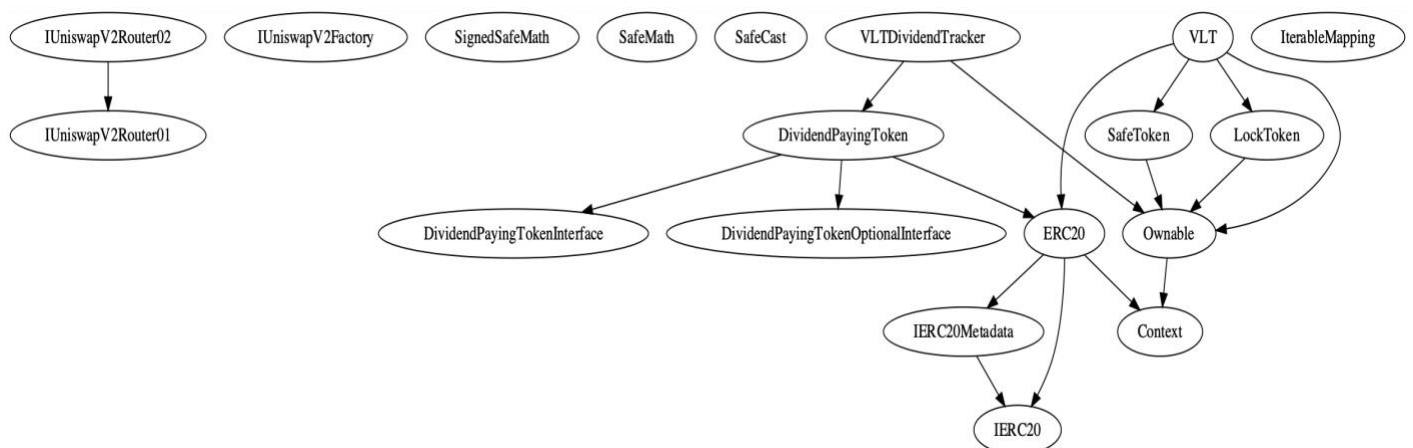 IUniswapV2Router02
IUniswapV2Factory
SignedSafeMath
SafeMath
SafeCast
VLTDividendTracker
VLT
IterableMapping
IUniswapV2Router01
DividendPayingToken
SafeToken
LockToken
DividendPayingTokenInterface
DividendPayingTokenOptionalInterface
ERC20
Ownable
IERC20Metadata
Context
IERC20